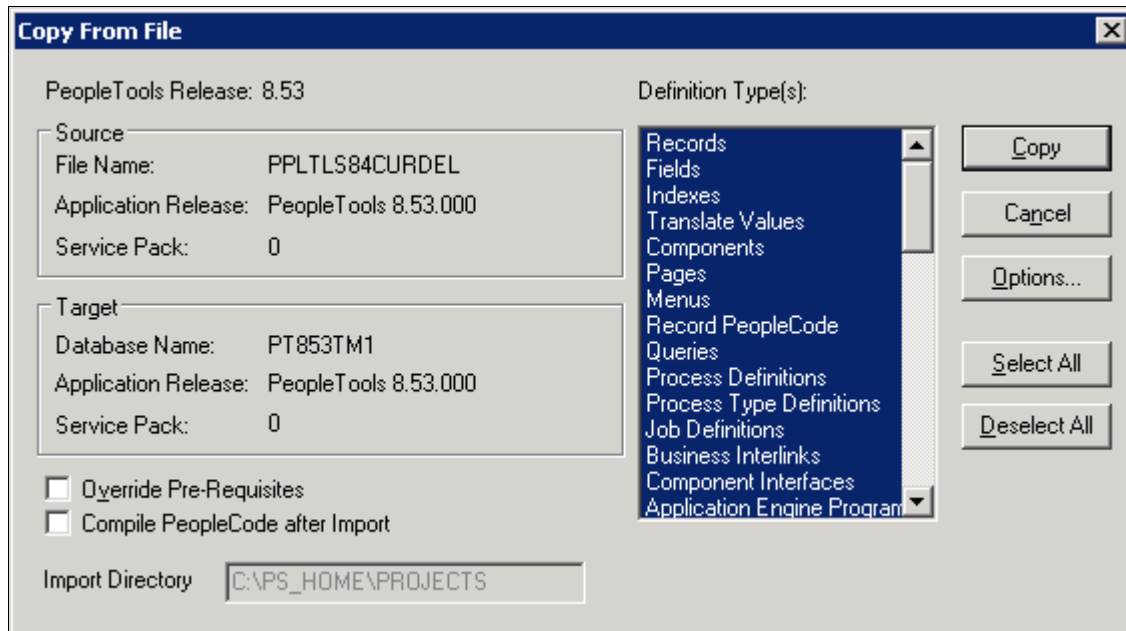 Copy From File
PeopleTools Release: 8.53
Source
File Name: PPLTLS84CURDEL
Application Release: PeopleTools 8.53.000
Service Pack: 0
Target
Database Name: PT853TM1
Application Release: PeopleTools 8.53.000
Service Pack: 0
Override Pre-Requisites
Compile PeopleCode after Import
Import Directory C:\PS_HOME\PROJECTS
Definition Type(s):
Records
Fields
Indexes
Translate Values
Components
Pages
Menus
Record PeopleCode
Queries
Process Definitions
Process Type Definitions
Job Definitions
Business Interlinks
Component Interfaces
Application Engine Program
Copy
Cancel
Options...
Select All
Deselect All